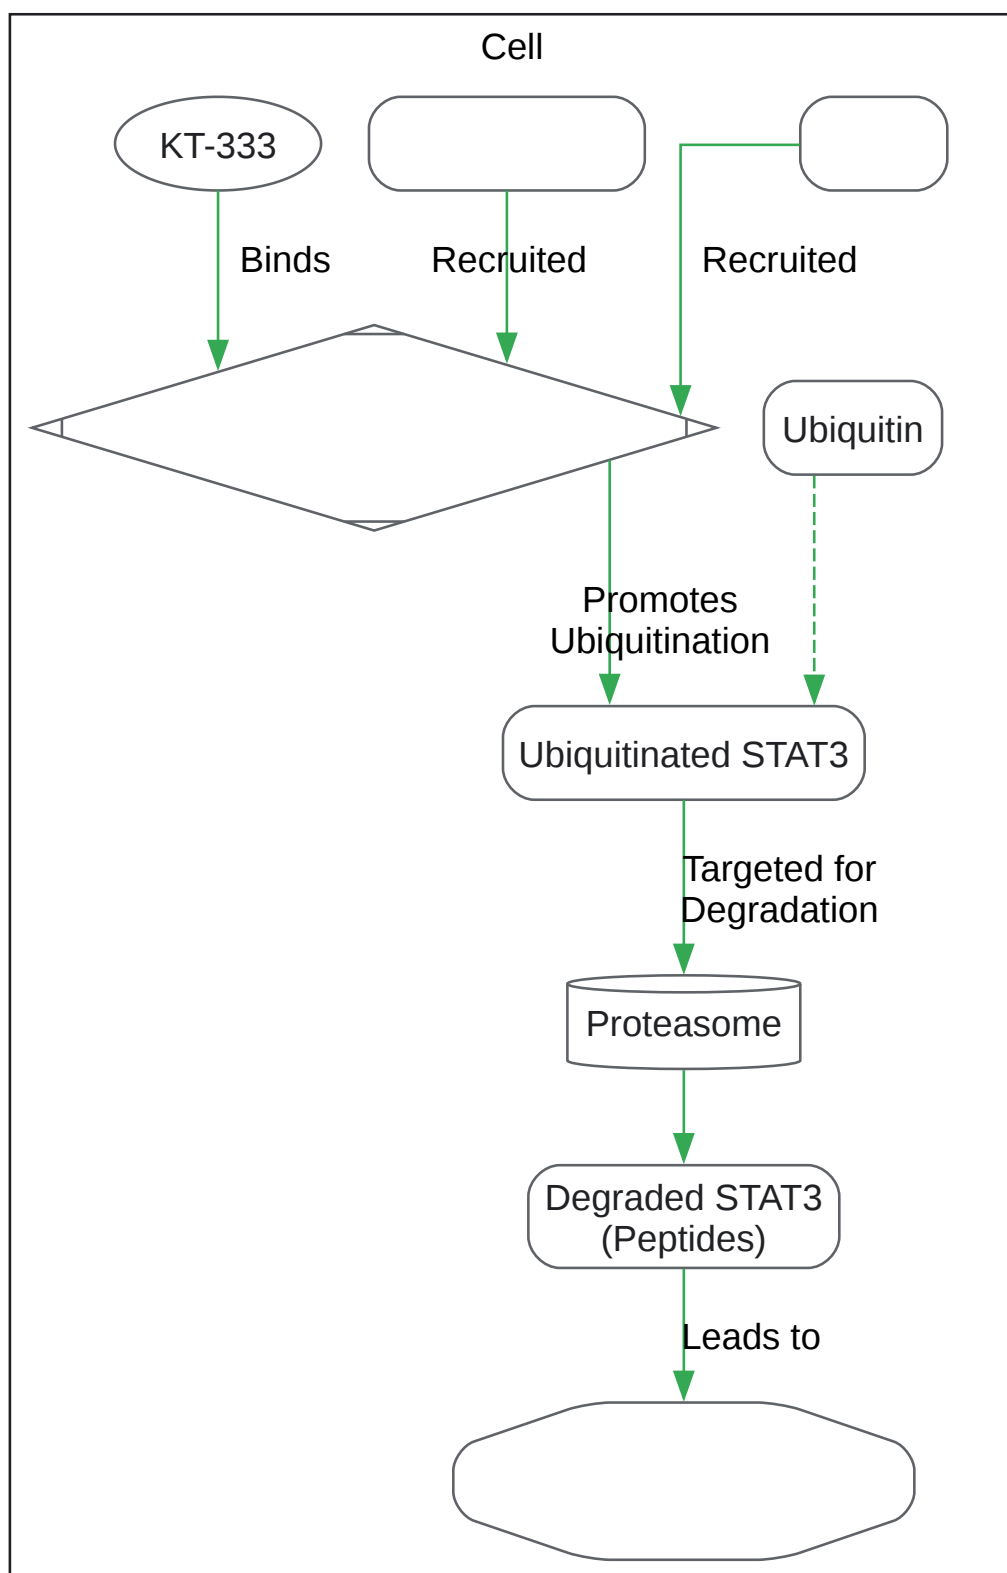 Cell
KT-333
Binds
Recruited
Recruited
Ubiquitin
Promotes
Ubiquitination
Ubiquitinated STAT3
Targeted for
Degradation
Proteasome
Degraded STAT3
(Peptides)
Leads to